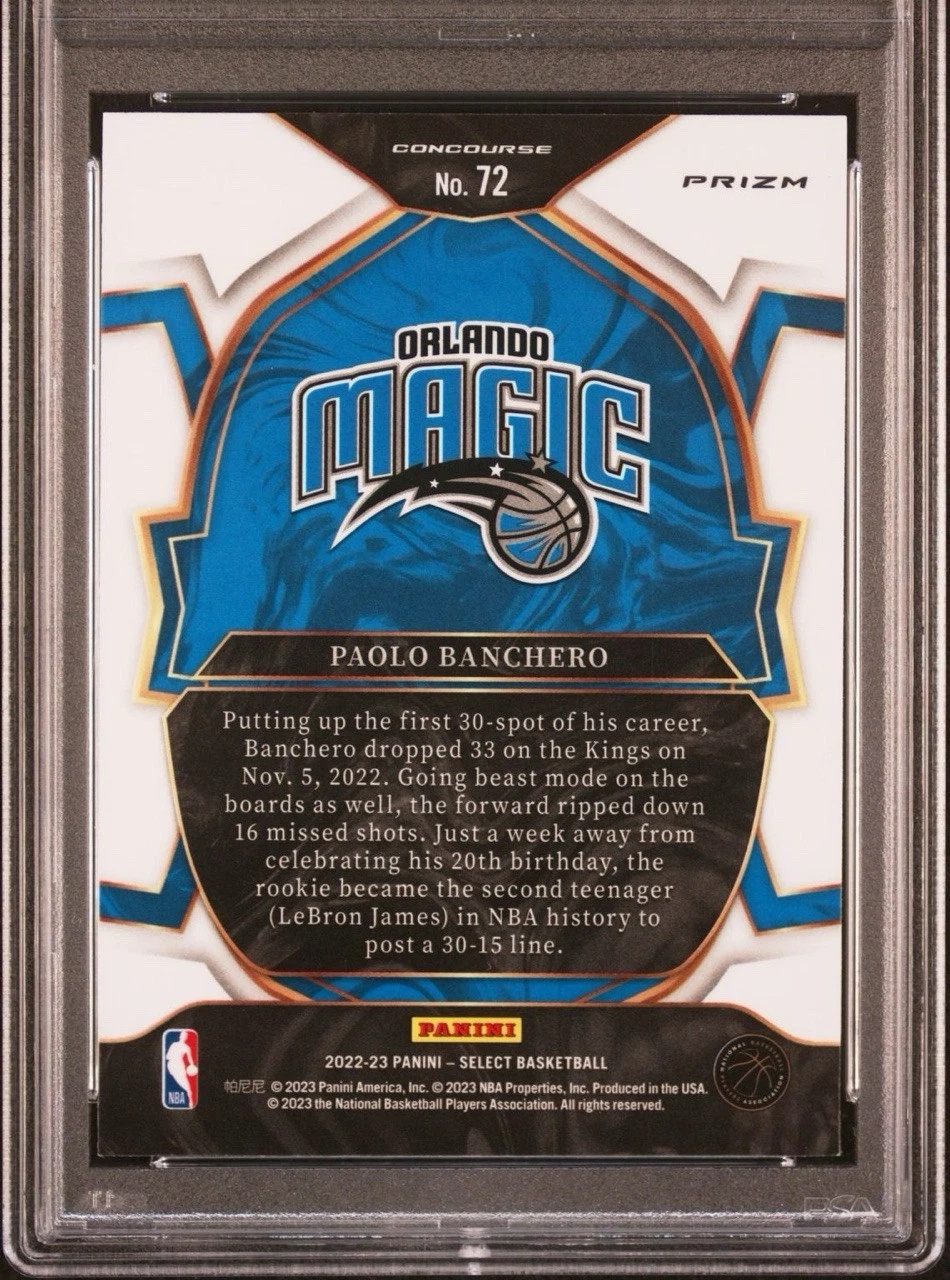 CONCOURSE
No. 72
PRIZM
ORLANDO
MAGIC
PAOLO BANCHERO
Putting up the first 30-spot of his career,
Banchero dropped 33 on the Kings on
Nov. 5, 2022. Going beast mode on the
boards as well, the forward ripped down
16 missed shots. Just a week away from
celebrating his 20th birthday, the
rookie became the second teenager
(LeBron James) in NBA history to
post a 30-15 line.
PANINI
2022-23 PANINI – SELECT BASKETBALL
帕尼尼 © 2023 Panini America, Inc. © 2023 NBA Properties, Inc. Produced in the USA.
© 2023 the National Basketball Players Association. All rights reserved.
NBA
NATIONAL BASKETBALL PLAYERS ASSOCIATION
PSA